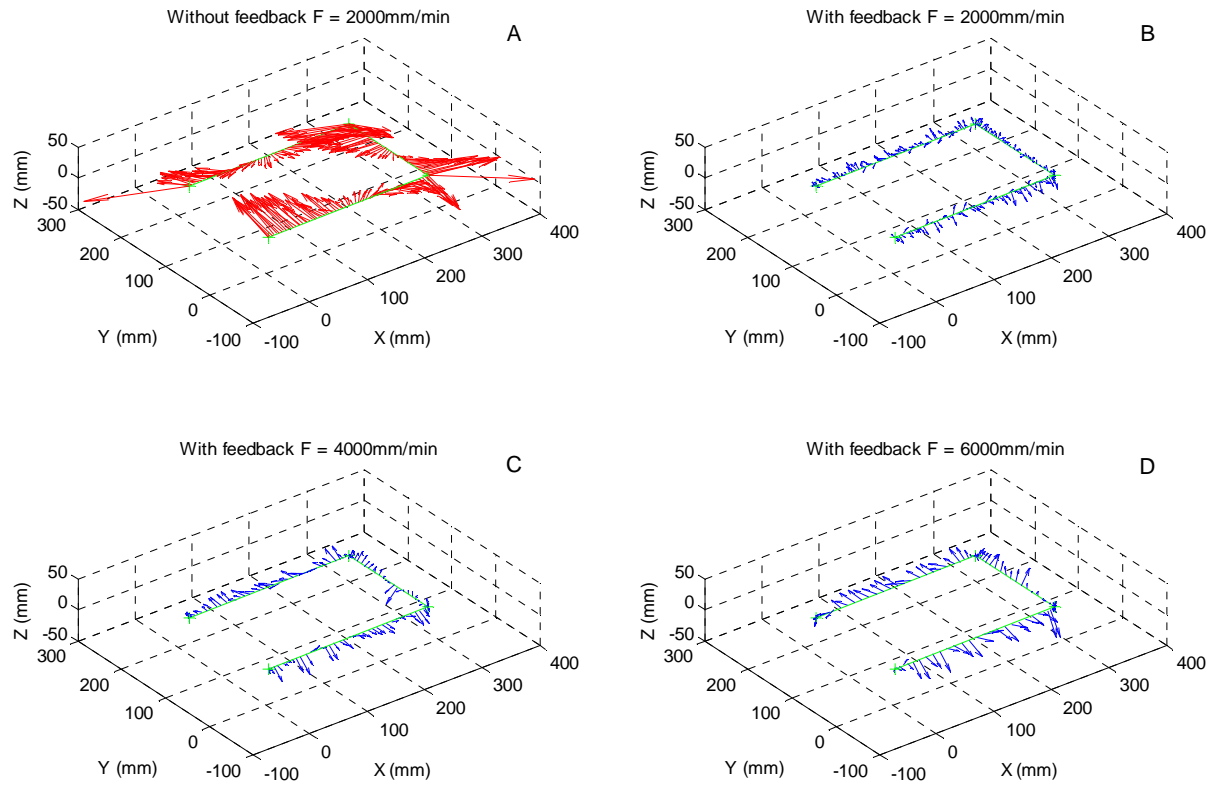 Without feedback F = 2000mm/min
A
50
0
-50
Z (mm)
300
200
100
0
-100
Y (mm)
-100
0
100
200
300
400
X (mm)
With feedback F = 2000mm/min
B
50
0
-50
Z (mm)
300
200
100
0
-100
Y (mm)
-100
0
100
200
300
400
X (mm)
With feedback F = 4000mm/min
C
50
0
-50
Z (mm)
300
200
100
0
-100
Y (mm)
-100
0
100
200
300
400
X (mm)
With feedback F = 6000mm/min
D
50
0
-50
Z (mm)
300
200
100
0
-100
Y (mm)
-100
0
100
200
300
400
X (mm)